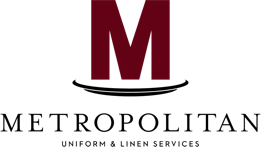 M
METROPOLITAN
UNIFORM & LINEN SERVICES